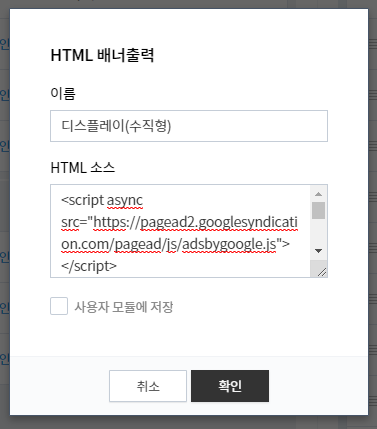 HTML 배너출력
이름
디스플레이(수직형)
HTML 소스
<script async
src="https://pagead2.googlesyndicati
on.com/pagead/js/adsbygoogle.js">
</script>
사용자 모듈에 저장
취소 확인